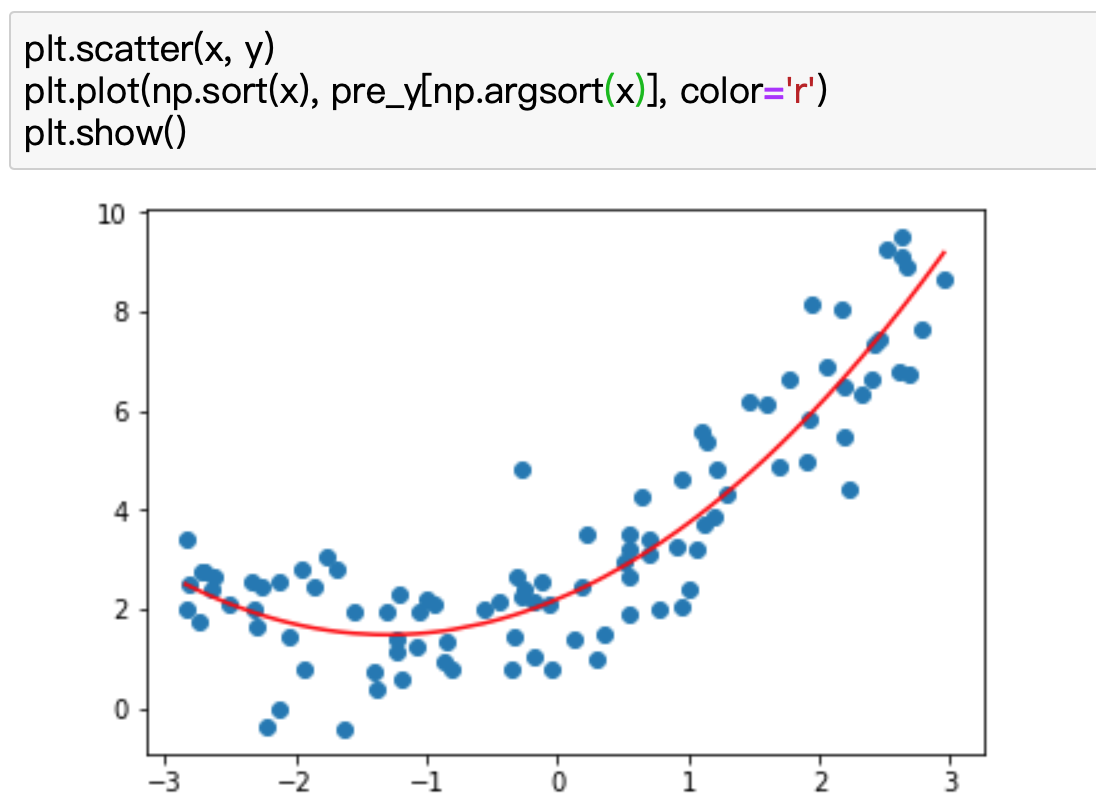 plt.scatter(x, y)
plt.plot(np.sort(x), pre_y[np.argsort(x)], color='r')
plt.show()
10
8
6
4
2
0
−3 −2 −1 0 1 2 3